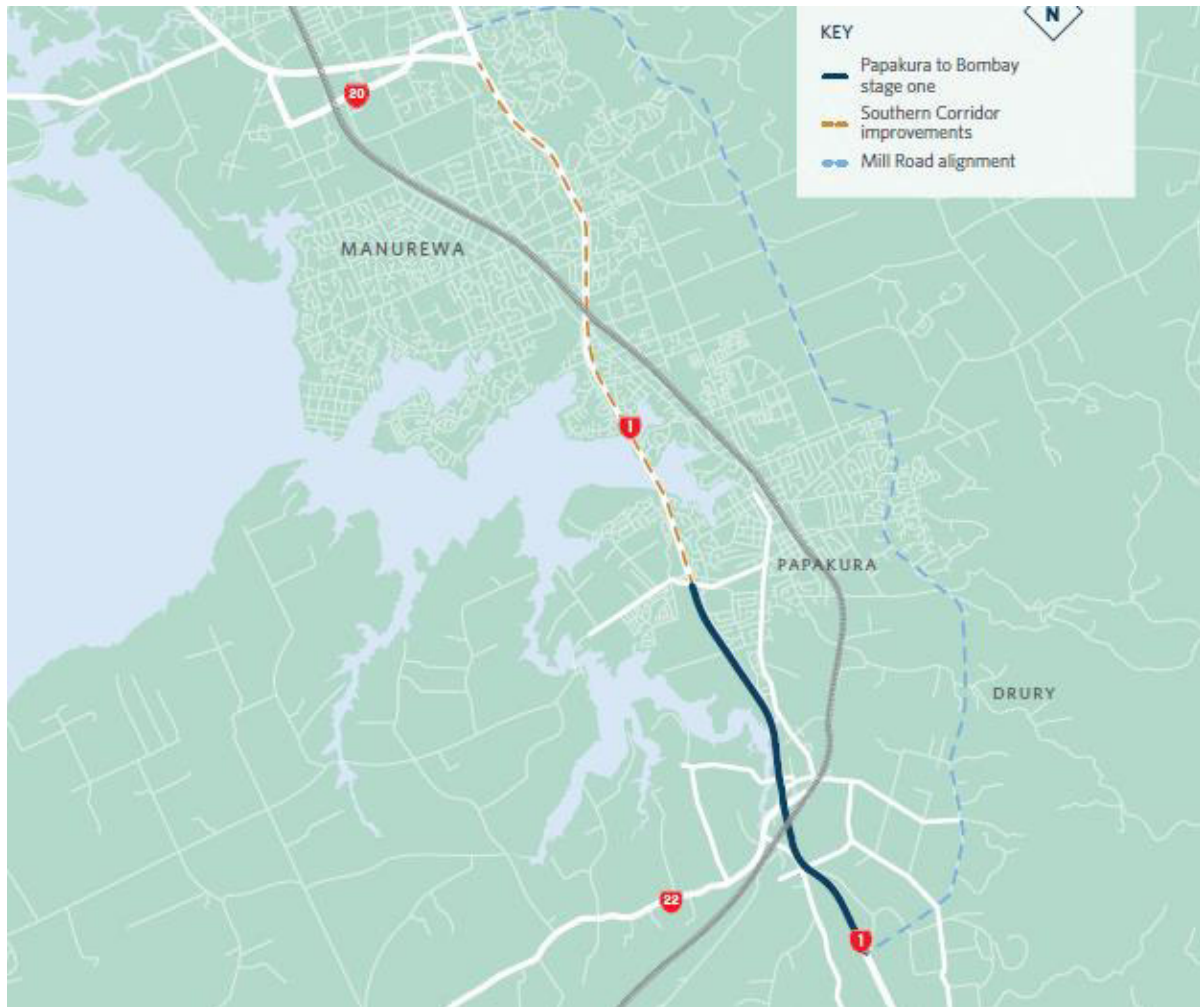 N
KEY
Papakura to Bombay
stage one
Southern Corridor
improvements
Mill Road alignment
20
MANUREWA
1
PAPAKURA
DRURY
22
1